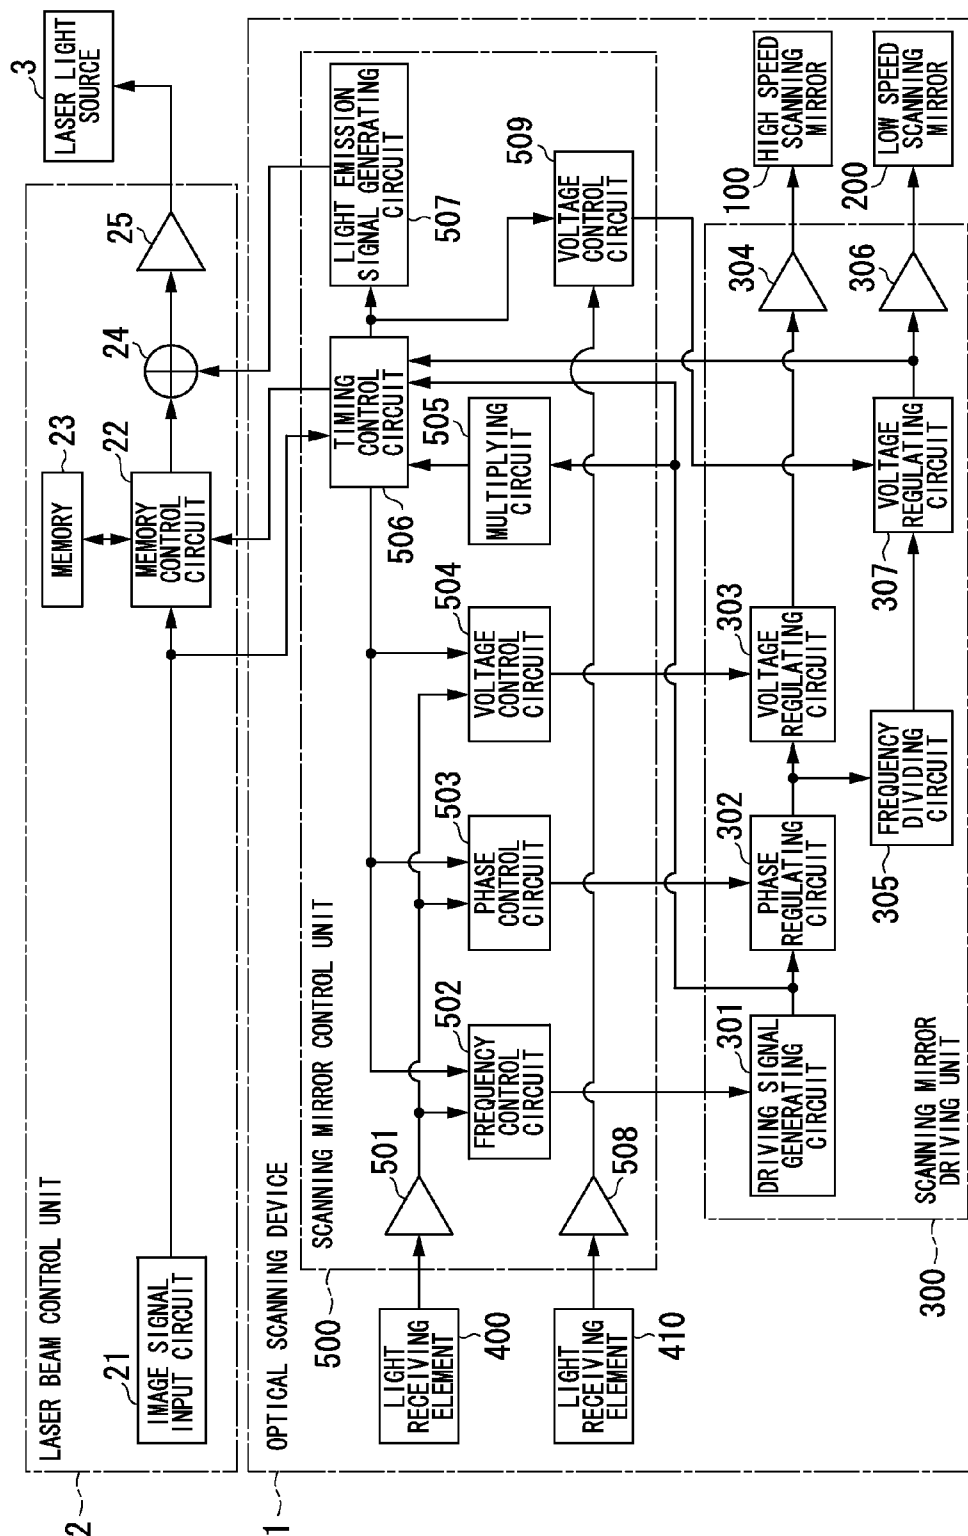 LASER BEAM CONTROL UNIT
2
21
IMAGE SIGNAL
INPUT CIRCUIT
MEMORY
23
MEMORY
CONTROL
CIRCUIT
22
24
25
LASER LIGHT
SOURCE
3
OPTICAL SCANNING DEVICE
1
SCANNING MIRROR CONTROL UNIT
500
LIGHT
RECEIVING
ELEMENT
400
501
LIGHT
RECEIVING
ELEMENT
410
508
FREQUENCY
CONTROL
CIRCUIT
502
PHASE
CONTROL
CIRCUIT
503
VOLTAGE
CONTROL
CIRCUIT
504
MULTIPLYING
CIRCUIT
505
TIMING
CONTROL
CIRCUIT
506
LIGHT EMISSION
SIGNAL GENERATING
CIRCUIT
507
VOLTAGE
CONTROL
CIRCUIT
509
SCANNING MIRROR
DRIVING UNIT
300
DRIVING SIGNAL
GENERATING
CIRCUIT
301
PHASE
REGULATING
CIRCUIT
302
VOLTAGE
REGULATING
CIRCUIT
303
304
HIGH SPEED
SCANNING
MIRROR
100
FREQUENCY
DIVIDING
CIRCUIT
305
VOLTAGE
REGULATING
CIRCUIT
307
306
LOW SPEED
SCANNING
MIRROR
200